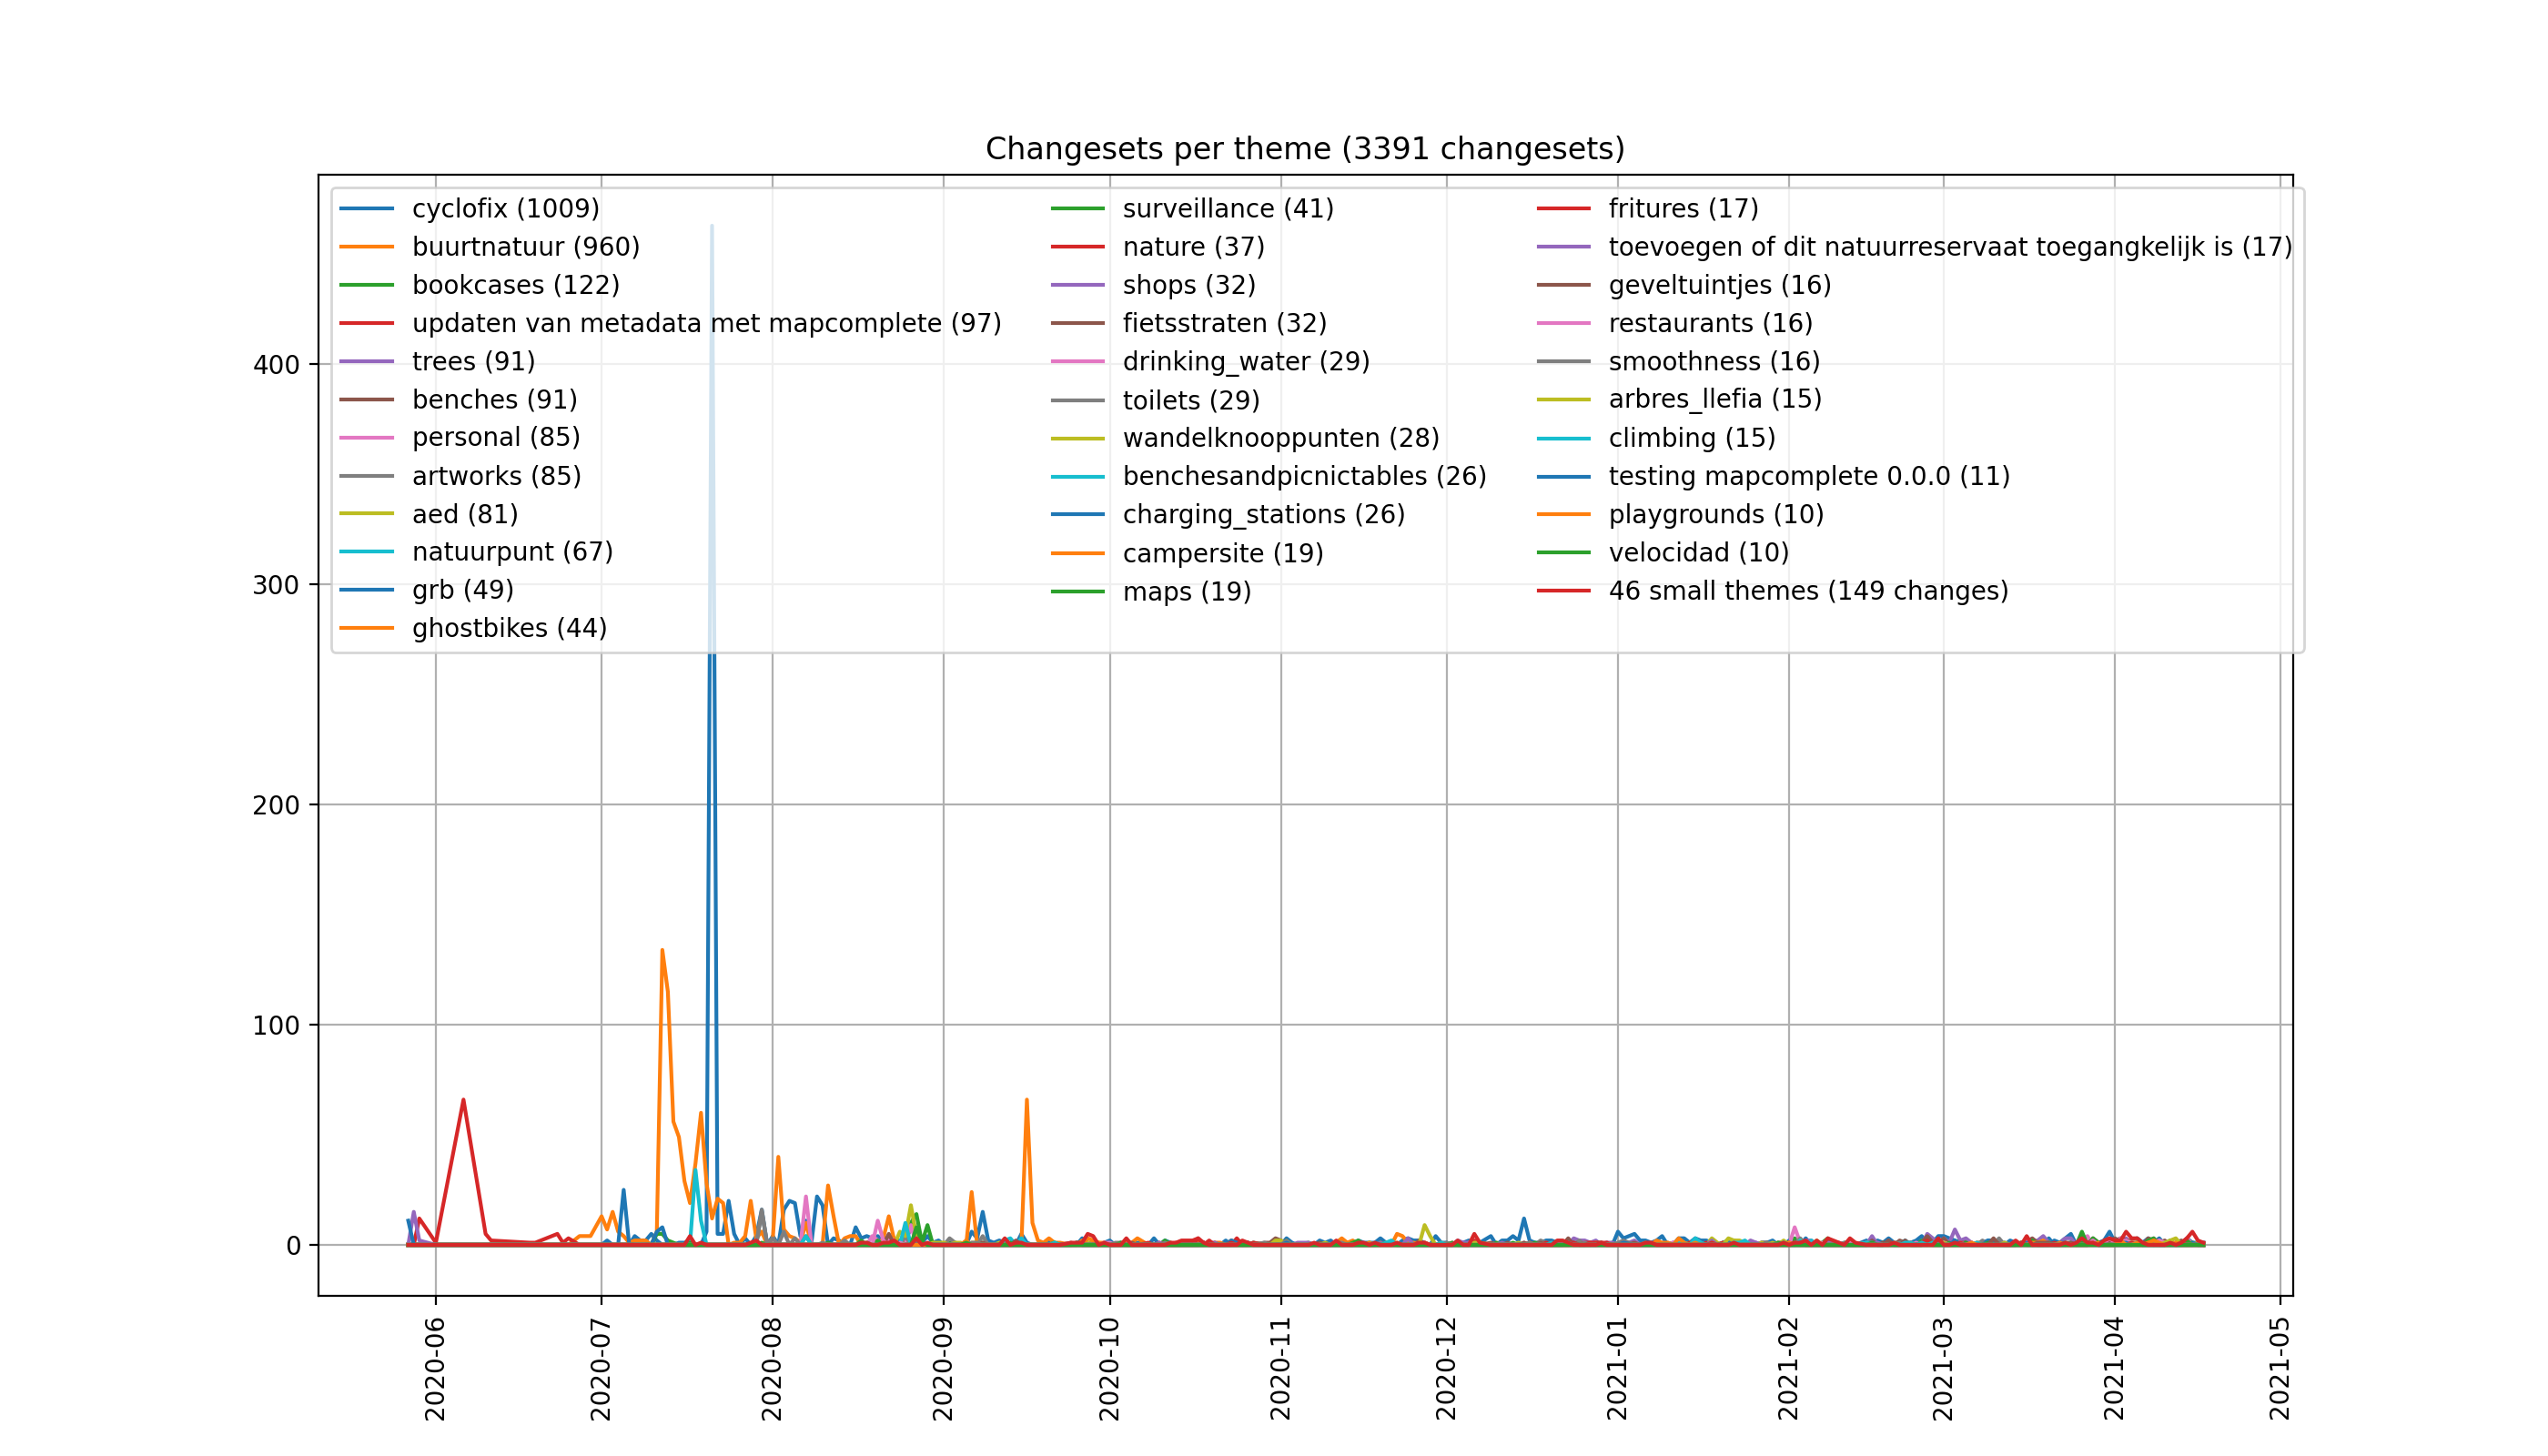 Changesets per theme (3391 changesets)
cyclofix (1009)
buurtnatuur (960)
bookcases (122)
updaten van metadata met mapcomplete (97)
trees (91)
benches (91)
personal (85)
artworks (85)
aed (81)
natuurpunt (67)
grb (49)
ghostbikes (44)
surveillance (41)
nature (37)
shops (32)
fietsstraten (32)
drinking_water (29)
toilets (29)
wandelknooppunten (28)
benchesandpicnictables (26)
charging_stations (26)
campersite (19)
maps (19)
fritures (17)
toevoegen of dit natuurreservaat toegangkelijk is (17)
geveltuintjes (16)
restaurants (16)
smoothness (16)
arbres_llefia (15)
climbing (15)
testing mapcomplete 0.0.0 (11)
playgrounds (10)
velocidad (10)
46 small themes (149 changes)
400
300
200
100
0
2020-06
2020-07
2020-08
2020-09
2020-10
2020-11
2020-12
2021-01
2021-02
2021-03
2021-04
2021-05